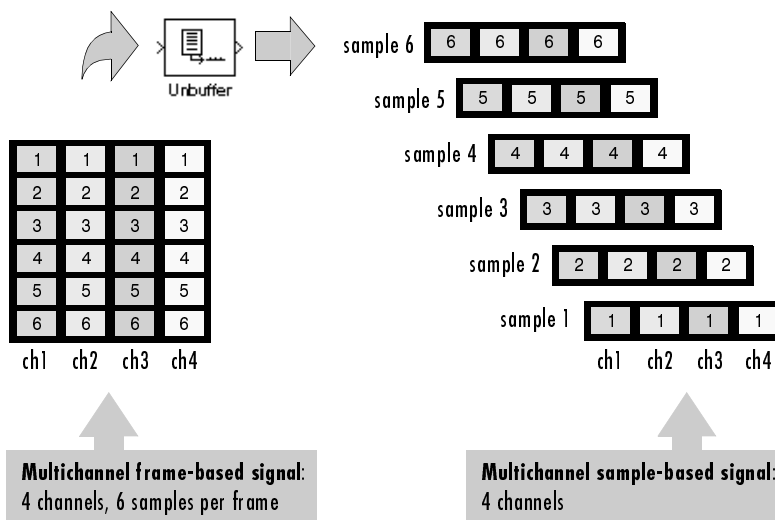 Unbuffer
sample 6 6 6 6 6
sample 5 5 5 5 5
sample 4 4 4 4 4
sample 3 3 3 3 3
sample 2 2 2 2 2
sample 1 1 1 1 1
ch1 ch2 ch3 ch4
1 1 1 1
2 2 2 2
3 3 3 3
4 4 4 4
5 5 5 5
6 6 6 6
ch1 ch2 ch3 ch4
Multichannel frame-based signal:
4 channels, 6 samples per frame
Multichannel sample-based signal:
4 channels